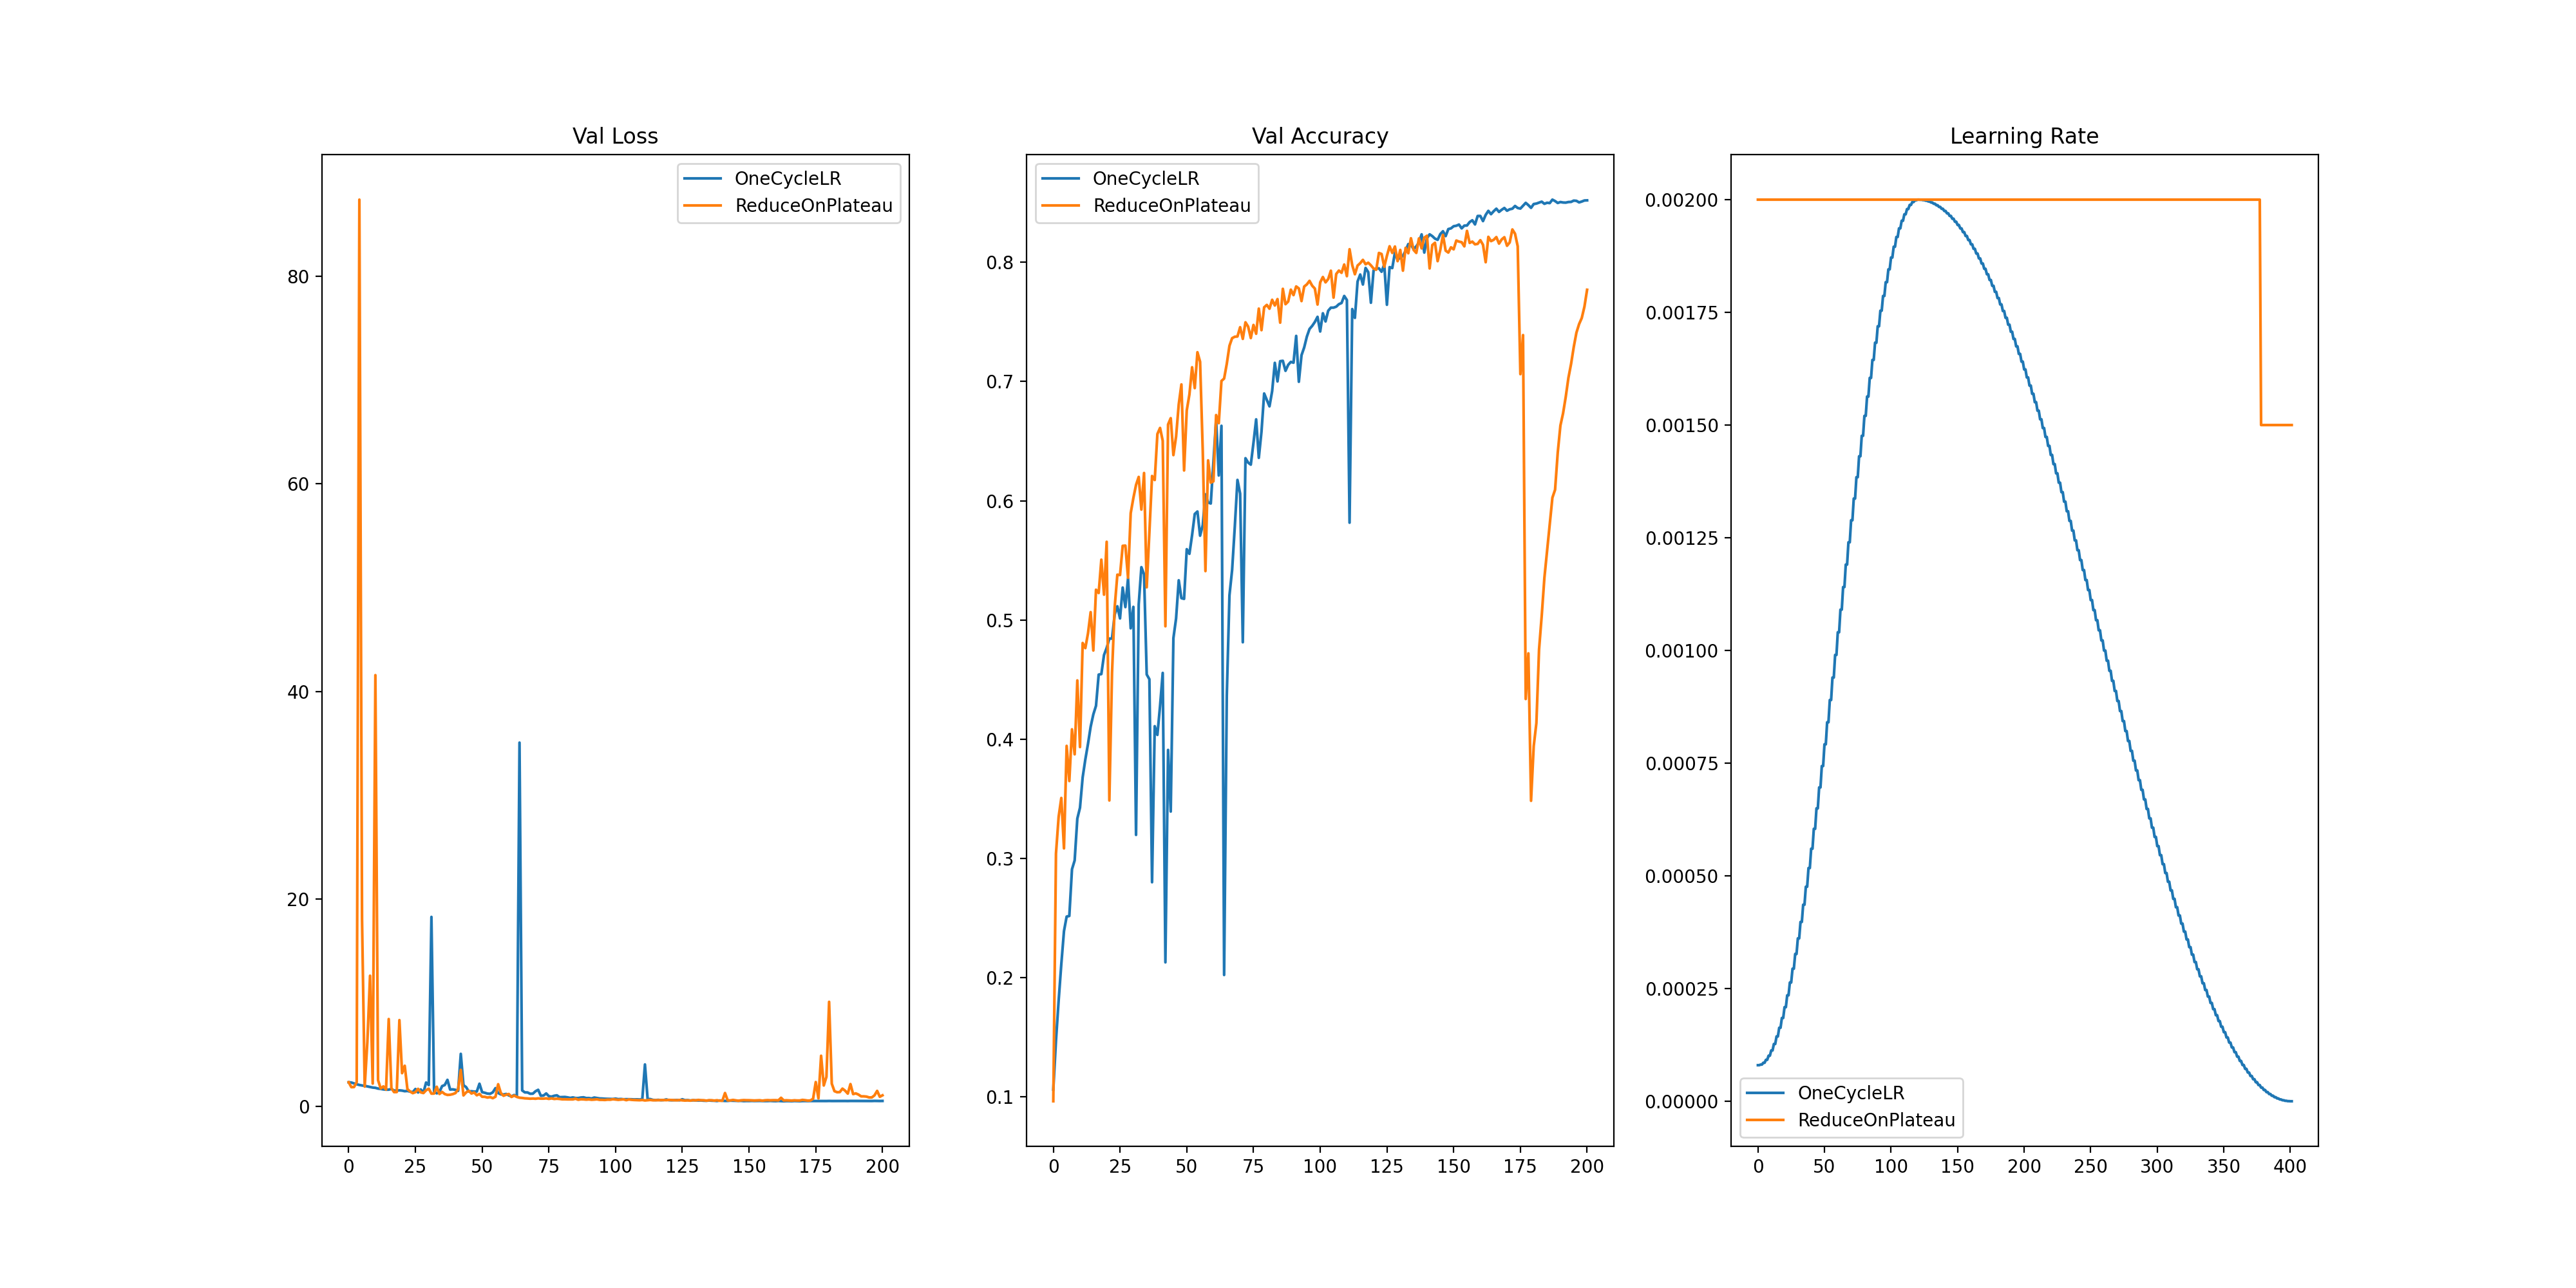 Val Loss
OneCycleLR
ReduceOnPlateau
80
60
40
20
0
0 25 50 75 100 125 150 175 200
Val Accuracy
OneCycleLR
ReduceOnPlateau
0.8
0.7
0.6
0.5
0.4
0.3
0.2
0.1
0 25 50 75 100 125 150 175 200
Learning Rate
0.00200
0.00175
0.00150
0.00125
0.00100
0.00075
0.00050
0.00025
0.00000
OneCycleLR
ReduceOnPlateau
0 50 100 150 200 250 300 350 400